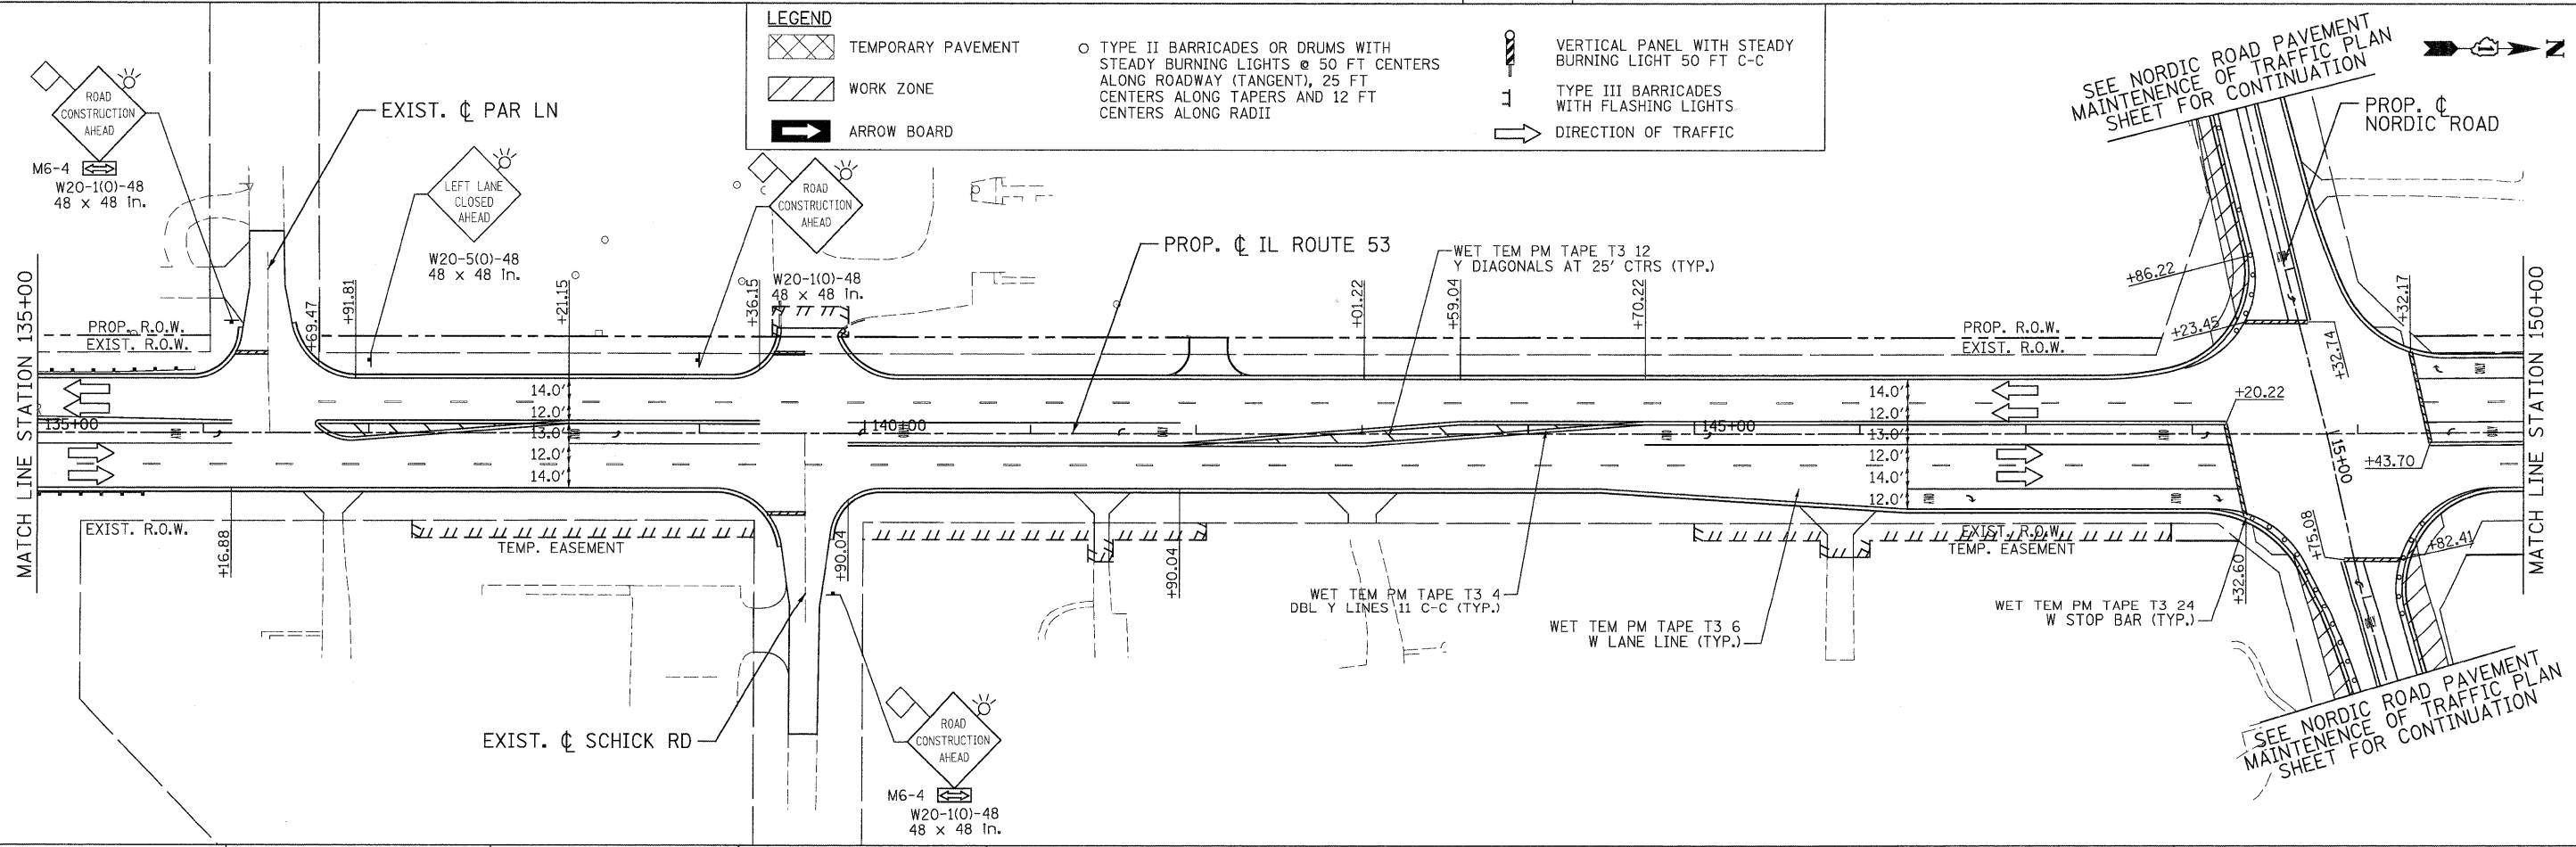 LEGEND
TEMPORARY PAVEMENT
WORK ZONE
ARROW BOARD
TYPE II BARRICADES OR DRUMS WITH
STEADY BURNING LIGHTS @ 50 FT CENTERS
ALONG ROADWAY (TANGENT), 25 FT
CENTERS ALONG TAPERS AND 12 FT
CENTERS ALONG RADII
VERTICAL PANEL WITH STEADY
BURNING LIGHT 50 FT C-C
TYPE III BARRICADES
WITH FLASHING LIGHTS
DIRECTION OF TRAFFIC
SEE NORDIC ROAD PAVEMENT
MAINTENENCE OF TRAFFIC PLAN
SHEET FOR CONTINUATION
N
PROP. ℄
NORDIC ROAD
ROAD
CONSTRUCTION
AHEAD
M6-4
W20-1(O)-48
48 x 48 in.
EXIST. ℄ PAR LN
LEFT LANE
CLOSED
AHEAD
W20-5(O)-48
48 x 48 in.
ROAD
CONSTRUCTION
AHEAD
W20-1(O)-48
48 x 48 in.
PROP. ℄ IL ROUTE 53
WET TEM PM TAPE T3 12
Y DIAGONALS AT 25' CTRS (TYP.)
MATCH LINE STATION 135+00
PROP. R.O.W.
EXIST. R.O.W.
+69.47
+91.81
+21.15
+36.15
+01.22
+59.04
+70.22
PROP. R.O.W.
EXIST. R.O.W.
+86.22
+23.45
+32.74
+32.17
MATCH LINE STATION 150+00
135+00
14.0'
12.0'
13.0'
12.0'
14.0'
140+00
ONLY
145+00
14.0'
12.0'
13.0'
12.0'
14.0'
12.0'
ONLY
ONLY
+20.22
15+00
+43.70
ONLY
ONLY
EXIST. R.O.W.
+16.88
TEMP. EASEMENT
+90.04
+90.04
EXIST. R.O.W.
TEMP. EASEMENT
+32.60
+75.08
+82.41
WET TEM PM TAPE T3 4
DBL Y LINES 11 C-C (TYP.)
WET TEM PM TAPE T3 6
W LANE LINE (TYP.)
WET TEM PM TAPE T3 24
W STOP BAR (TYP.)
EXIST. ℄ SCHICK RD
ROAD
CONSTRUCTION
AHEAD
M6-4
W20-1(O)-48
48 x 48 in.
SEE NORDIC ROAD PAVEMENT
MAINTENENCE OF TRAFFIC PLAN
SHEET FOR CONTINUATION